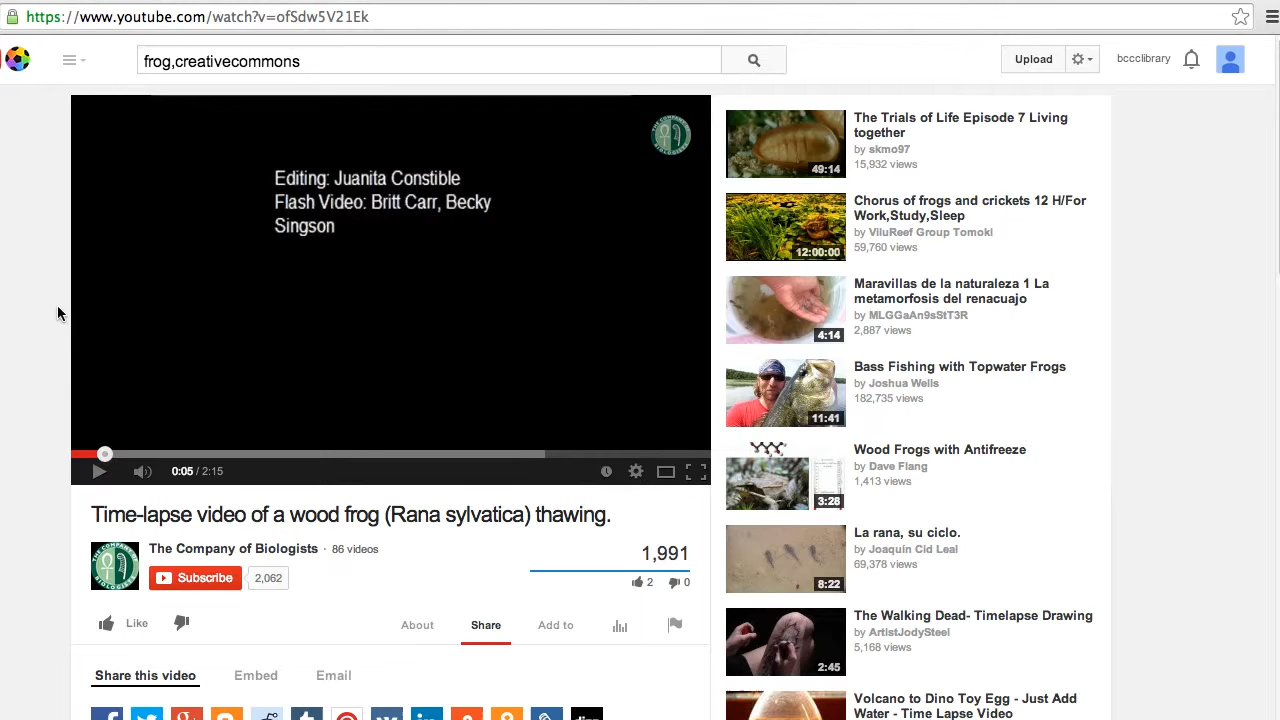 https://www.youtube.com/watch?v=ofSdw5V21Ek
frog,creativecommons
Upload
bccclibrary
Editing: Juanita Constible
Flash Video: Britt Carr, Becky
Singson
0:05 / 2:15
Time-lapse video of a wood frog (Rana sylvatica) thawing.
The Company of Biologists · 86 videos
Subscribe
2,062
1,991
2
0
Like
About
Share
Add to
Share this video
Embed
Email
49:14
The Trials of Life Episode 7 Living
together
by skmo97
15,932 views
12:00:00
Chorus of frogs and crickets 12 H/For
Work,Study,Sleep
by ViluReef Group Tomoki
59,760 views
4:14
Maravillas de la naturaleza 1 La
metamorfosis del renacuajo
by MLGGaAn9sStT3R
2,887 views
11:41
Bass Fishing with Topwater Frogs
by Joshua Wells
182,735 views
3:28
Wood Frogs with Antifreeze
by Dave Flang
1,413 views
8:22
La rana, su ciclo.
by Joaquín Cid Leal
69,378 views
2:45
The Walking Dead- Timelapse Drawing
by ArtistJodySteel
5,168 views
Volcano to Dino Toy Egg - Just Add
Water - Time Lapse Video